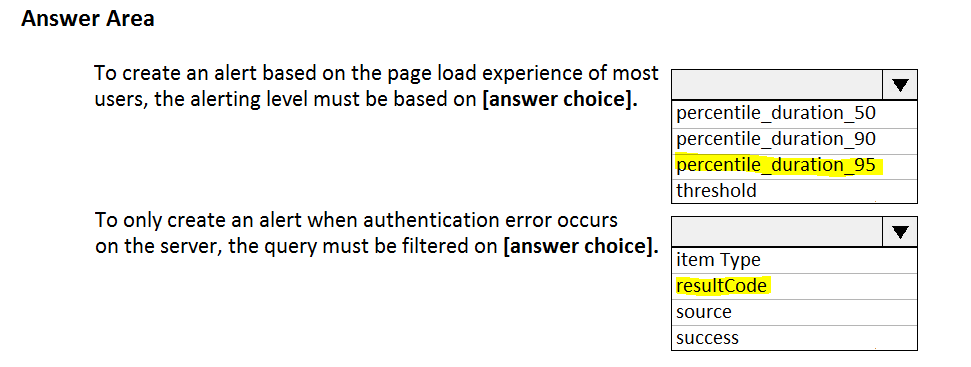 Answer Area
To create an alert based on the page load experience of most
users, the alerting level must be based on [answer choice].
percentile_duration_50
percentile_duration_90
percentile_duration_95
threshold
To only create an alert when authentication error occurs
on the server, the query must be filtered on [answer choice].
item Type
resultCode
source
success